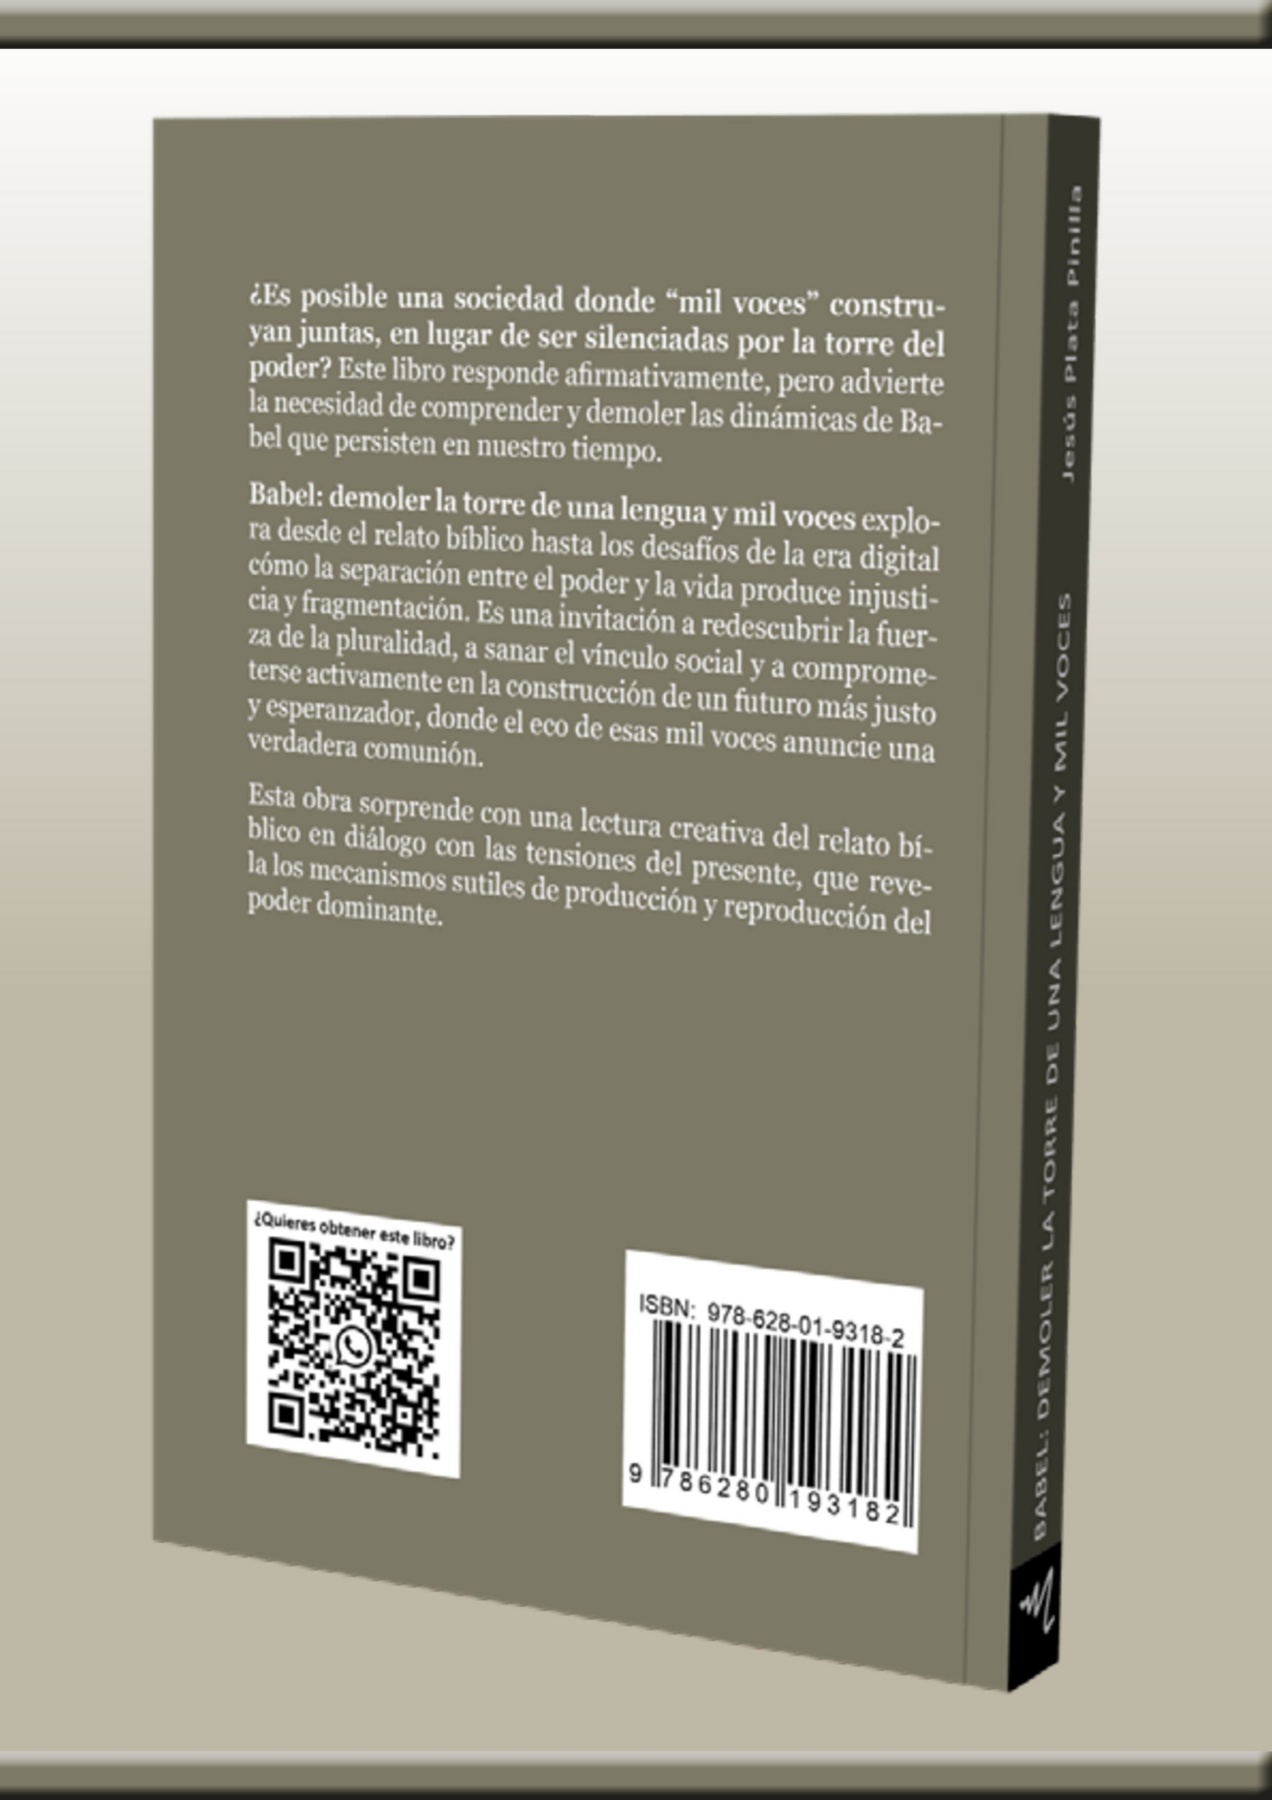 ¿Es posible una sociedad donde “mil voces” constru-
yan juntas, en lugar de ser silenciadas por la torre del
poder? Este libro responde afirmativamente, pero advierte
la necesidad de comprender y demoler las dinámicas de Ba-
bel que persisten en nuestro tiempo.
Babel: demoler la torre de una lengua y mil voces explo-
ra desde el relato bíblico hasta los desafíos de la era digital
cómo la separación entre el poder y la vida produce injusti-
cia y fragmentación. Es una invitación a redescubrir la fuer-
za de la pluralidad, a sanar el vínculo social y a comprome-
terse activamente en la construcción de un futuro más justo
y esperanzador, donde el eco de esas mil voces anuncie una
verdadera comunión.
Esta obra sorprende con una lectura creativa del relato bí-
blico en diálogo con las tensiones del presente, que reve-
la los mecanismos sutiles de producción y reproducción del
poder dominante.
¿Quieres obtener este libro?
ISBN: 978-628-01-9318-2
9 786280 193182
BABEL: DEMOLER LA TORRE DE UNA LENGUA Y MIL VOCES
Jesús Plata Pinilla